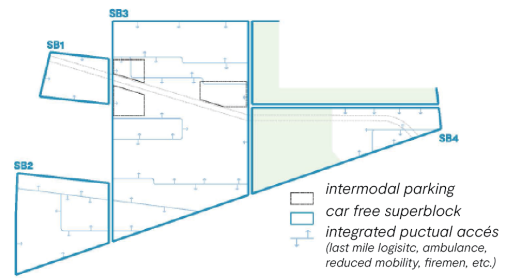 SB3
SB1
SB4
SB2
intermodal parking
car free superblock
integrated puctual accés
(last mile logisitc, ambulance,
reduced mobility, firemen, etc.)